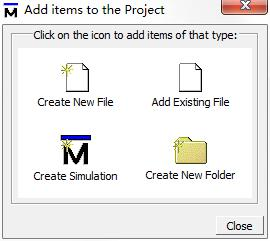 Add items to the Project
Click on the icon to add items of that type:
Create New File
Add Existing File
Create Simulation
Create New Folder
Close